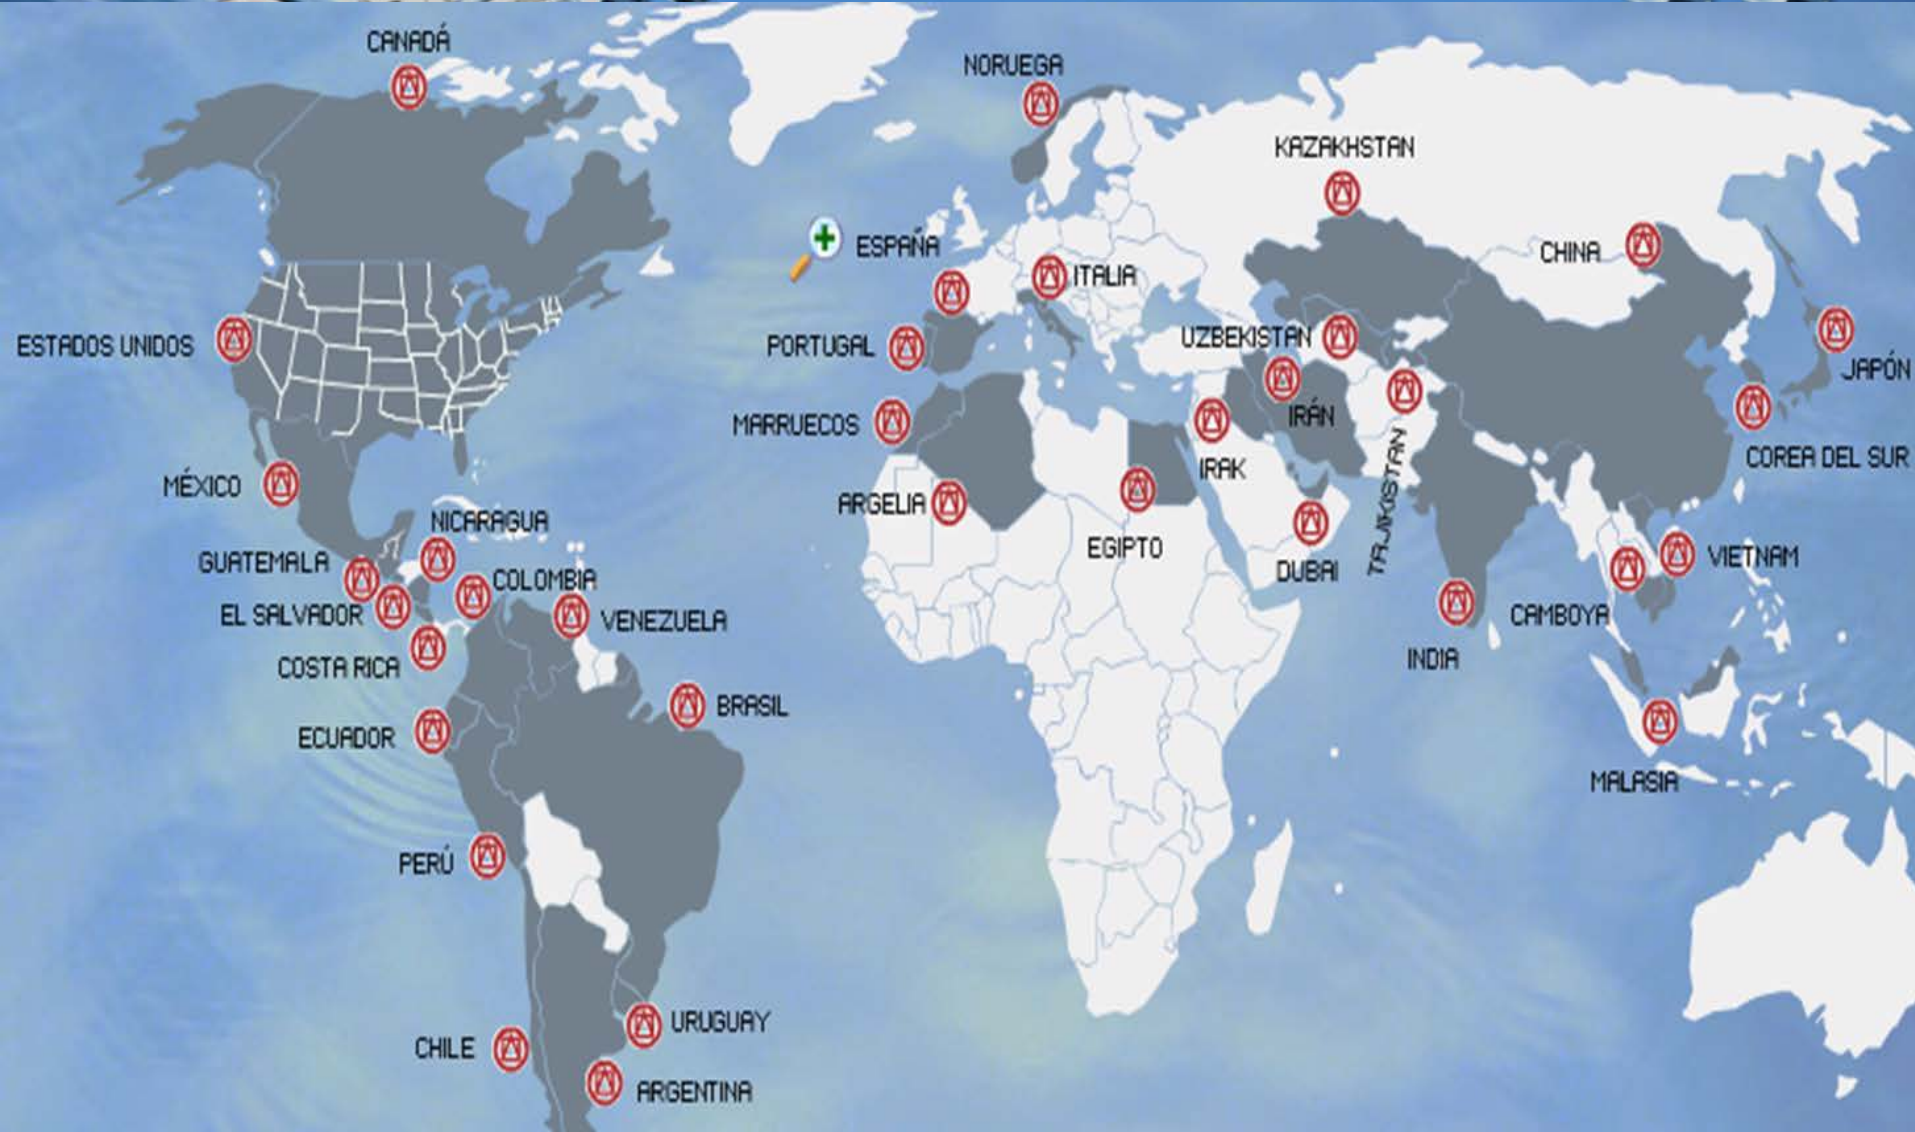 CANADÁ
NORUEGA
KAZAKHSTAN
ESPAÑA
CHINA
ITALIA
ESTADOS UNIDOS
PORTUGAL
UZBEKISTAN
JAPÓN
MARRUECOS
IRÁN
COREA DEL SUR
MÉXICO
IRAK
ARGELIA
TAJIKISTAN
NICARAGUA
EGIPTO
GUATEMALA
COLOMBIA
DUBAI
VIETNAM
EL SALVADOR
VENEZUELA
CAMBOYA
COSTA RICA
INDIA
BRASIL
ECUADOR
MALASIA
PERÚ
URUGUAY
CHILE
ARGENTINA